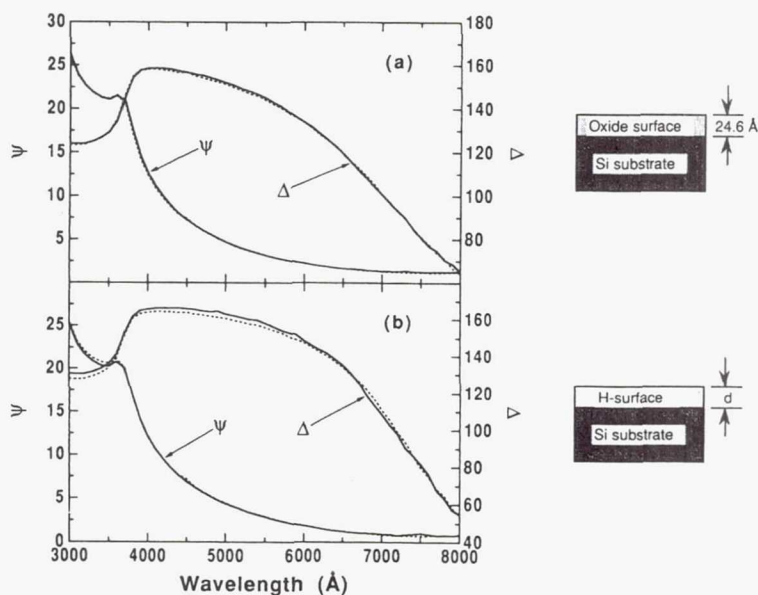 30
25
20
15
10
5
Ψ
(a)
Ψ
Δ
180
160
140
120
100
80
Δ
Oxide surface
24.6 Å
Si substrate
25
20
15
10
5
0
Ψ
(b)
Ψ
Δ
160
140
120
100
80
60
40
Δ
H-surface
d
Si substrate
3000 4000 5000 6000 7000 8000
Wavelength (Å)